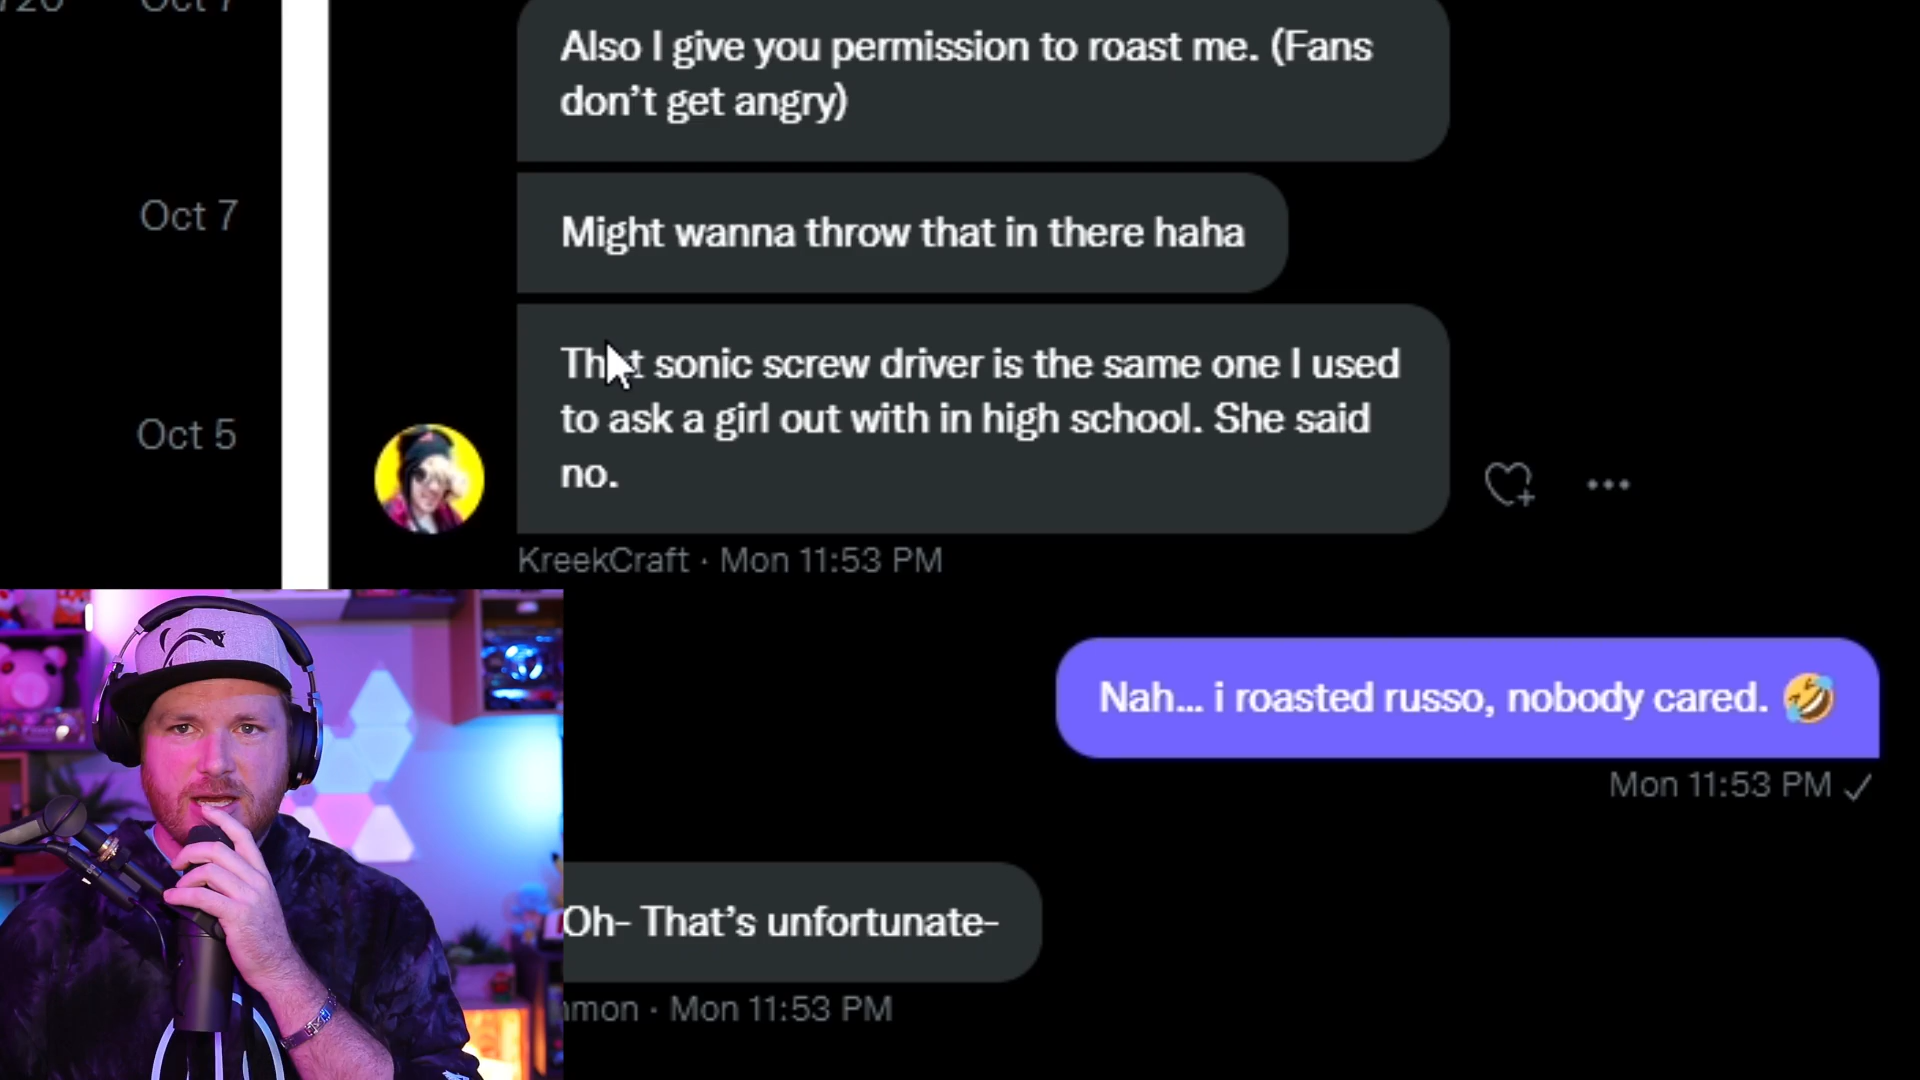 Oct 7
Also I give you permission to roast me. (Fans
don't get angry)
Oct 7
Might wanna throw that in there haha
That sonic screw driver is the same one I used
to ask a girl out with in high school. She said
no.
Oct 5
KreekCraft · Mon 11:53 PM
Nah... i roasted russo, nobody cared. 🤣
Mon 11:53 PM ✓
Oh- That's unfortunate-
mon · Mon 11:53 PM